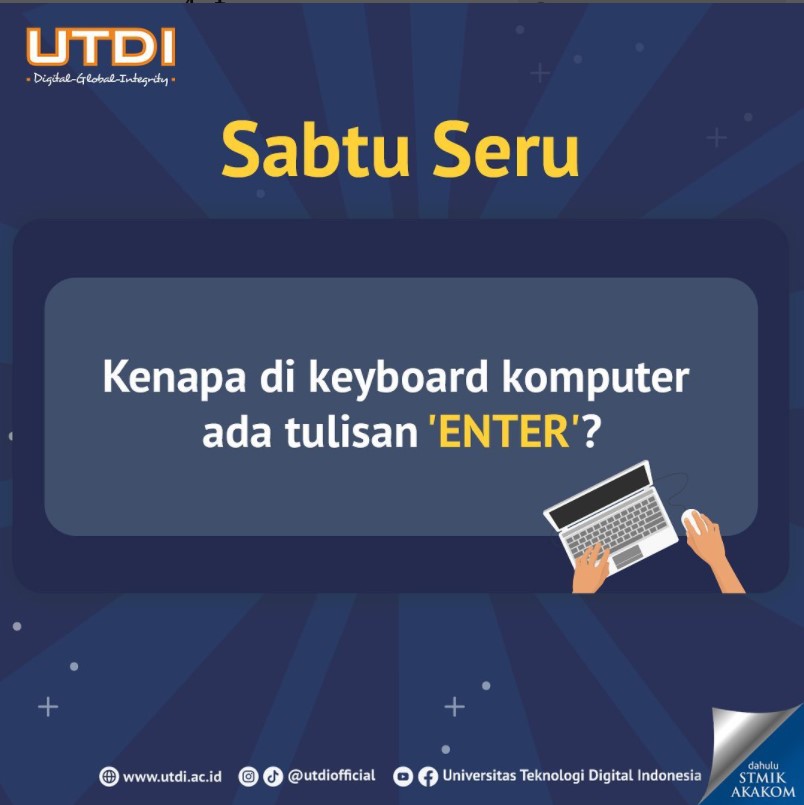 UTDI
• Digital-Global-Integrity •
Sabtu Seru
Kenapa di keyboard komputer
ada tulisan 'ENTER'?
www.utdi.ac.id @utdiofficial Universitas Teknologi Digital Indonesia
dahulu
STMIK
AKAKOM